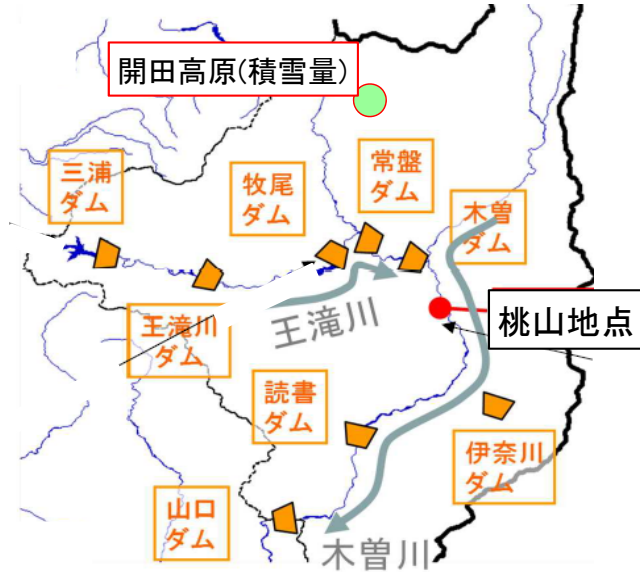 開田高原(積雪量)
三浦
ダム
牧尾
ダム
常盤
ダム
木曽
ダム
王滝川
ダム
王滝川
桃山地点
読書
ダム
伊奈川
ダム
山口
ダム
木曽川